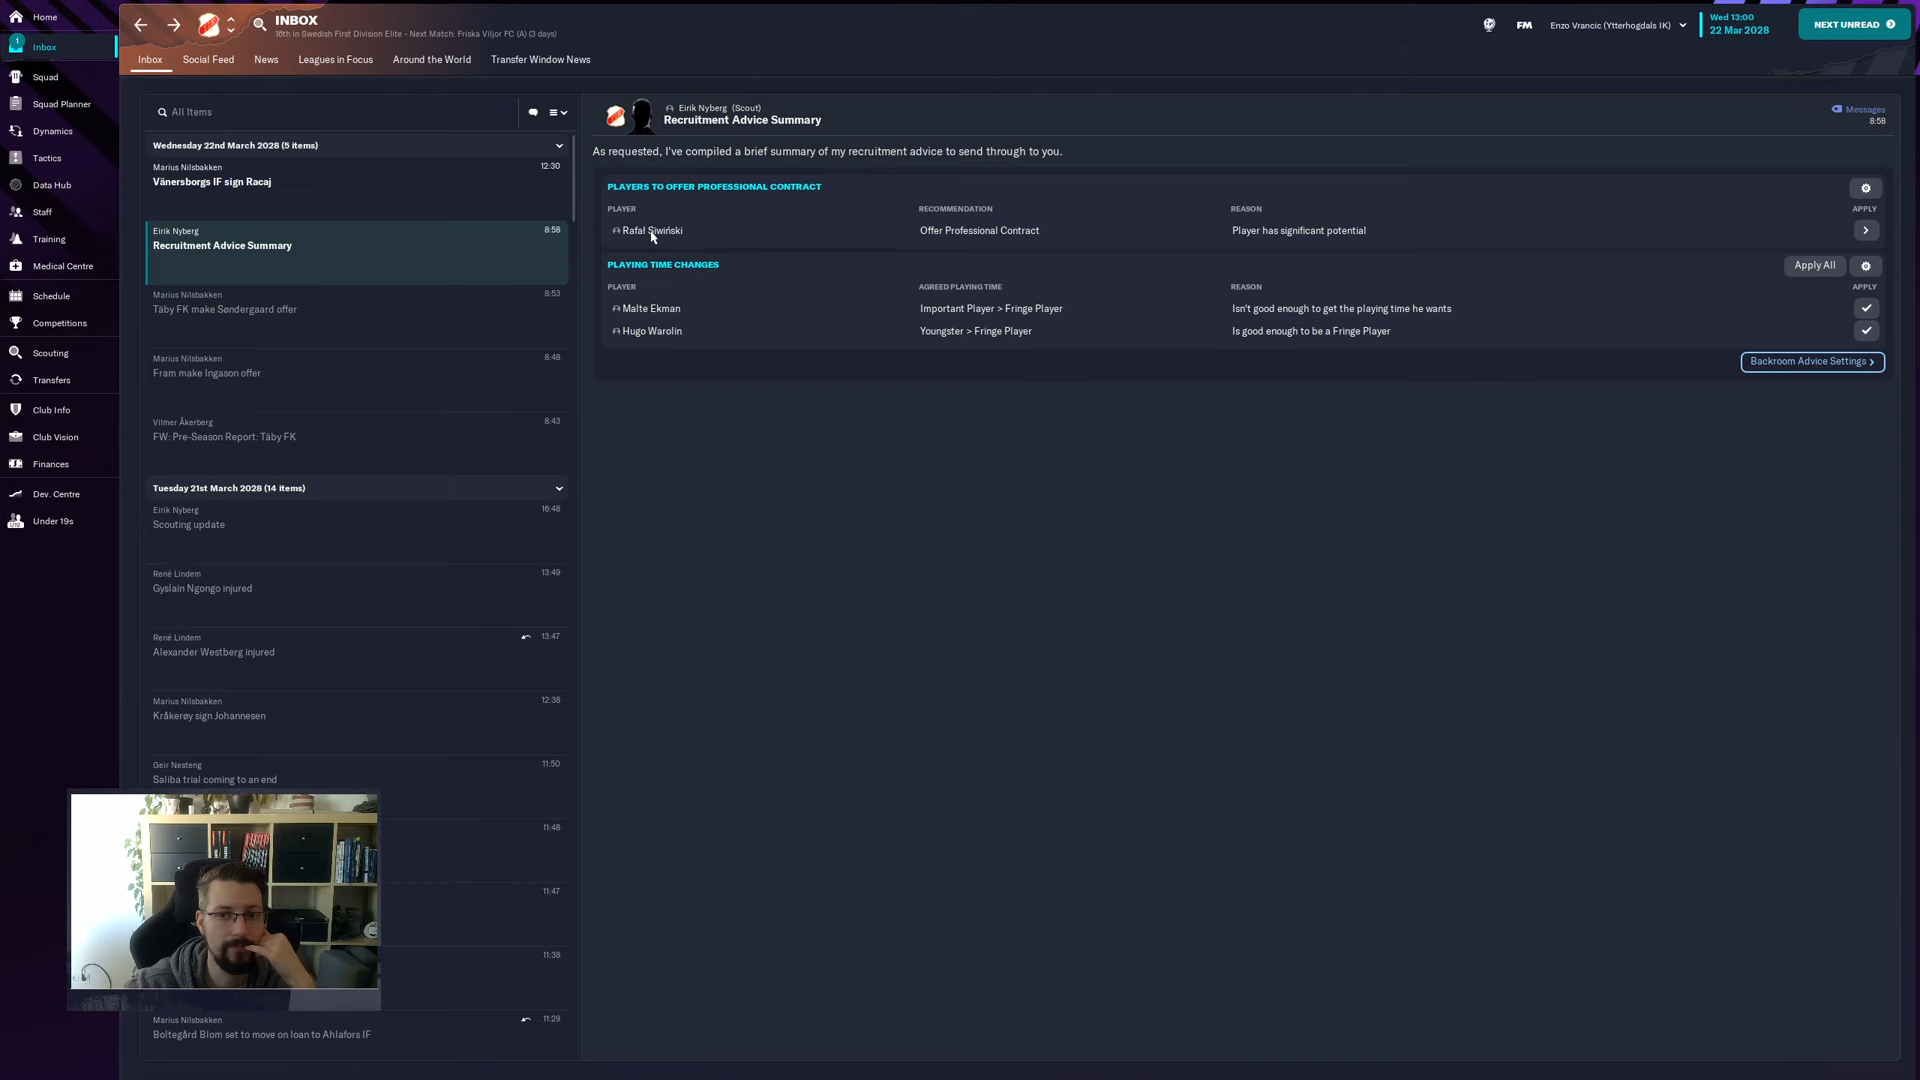 Home
1
Inbox
Squad
Squad Planner
Dynamics
Tactics
Data Hub
Staff
Training
Medical Centre
Schedule
Competitions
Scouting
Transfers
Club Info
Club Vision
Finances
Dev. Centre
Under 19s
INBOX
16th in Swedish First Division Elite - Next Match: Friska Viljor FC (A) (3 days)
FM
Enzo Vrancic (Ytterhogdals IK)
Wed 13:00
22 Mar 2028
NEXT UNREAD
Inbox
Social Feed
News
Leagues in Focus
Around the World
Transfer Window News
All Items
Wednesday 22nd March 2028 (5 items)
Marius Nilsbakken 12:30
Vänersborgs IF sign Racaj
Eirik Nyberg 8:58
Recruitment Advice Summary
Marius Nilsbakken 8:53
Täby FK make Søndergaard offer
Marius Nilsbakken 8:48
Fram make Ingason offer
Vilmer Åkerberg 8:43
FW: Pre-Season Report: Täby FK
Tuesday 21st March 2028 (14 items)
Eirik Nyberg 16:48
Scouting update
René Lindem 13:49
Gyslain Ngongo injured
René Lindem 13:47
Alexander Westberg injured
Marius Nilsbakken 12:38
Kråkerøy sign Johannesen
Geir Nesteng 11:50
Saliba trial coming to an end
11:48
11:47
11:38
Marius Nilsbakken 11:29
Boltegård Blom set to move on loan to Ahlafors IF
Eirik Nyberg (Scout)
Recruitment Advice Summary
Messages
8:58
As requested, I've compiled a brief summary of my recruitment advice to send through to you.
PLAYERS TO OFFER PROFESSIONAL CONTRACT
PLAYER RECOMMENDATION REASON APPLY
Rafał Siwiński Offer Professional Contract Player has significant potential
PLAYING TIME CHANGES
Apply All
PLAYER AGREED PLAYING TIME REASON APPLY
Malte Ekman Important Player > Fringe Player Isn't good enough to get the playing time he wants
Hugo Warolin Youngster > Fringe Player Is good enough to be a Fringe Player
Backroom Advice Settings >